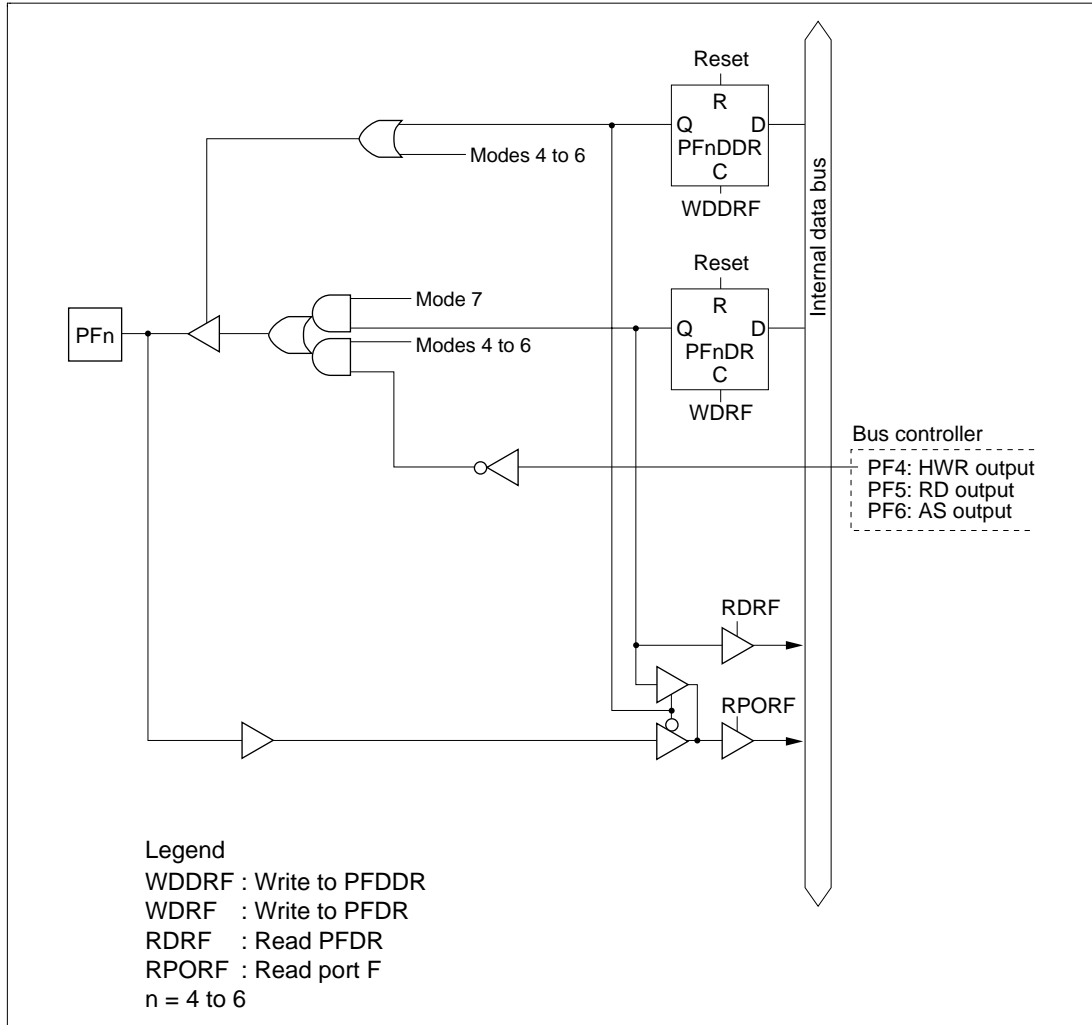 Reset
R
Q D
PFnDDR
C
WDDRF
Modes 4 to 6
Internal data bus
Reset
R
Q D
PFnDR
C
WDRF
Mode 7
Modes 4 to 6
PFn
Bus controller
PF4: HWR output
PF5: RD output
PF6: AS output
RDRF
RPORF
Legend
WDDRF : Write to PFDDR
WDRF : Write to PFDR
RDRF : Read PFDR
RPORF : Read port F
n = 4 to 6